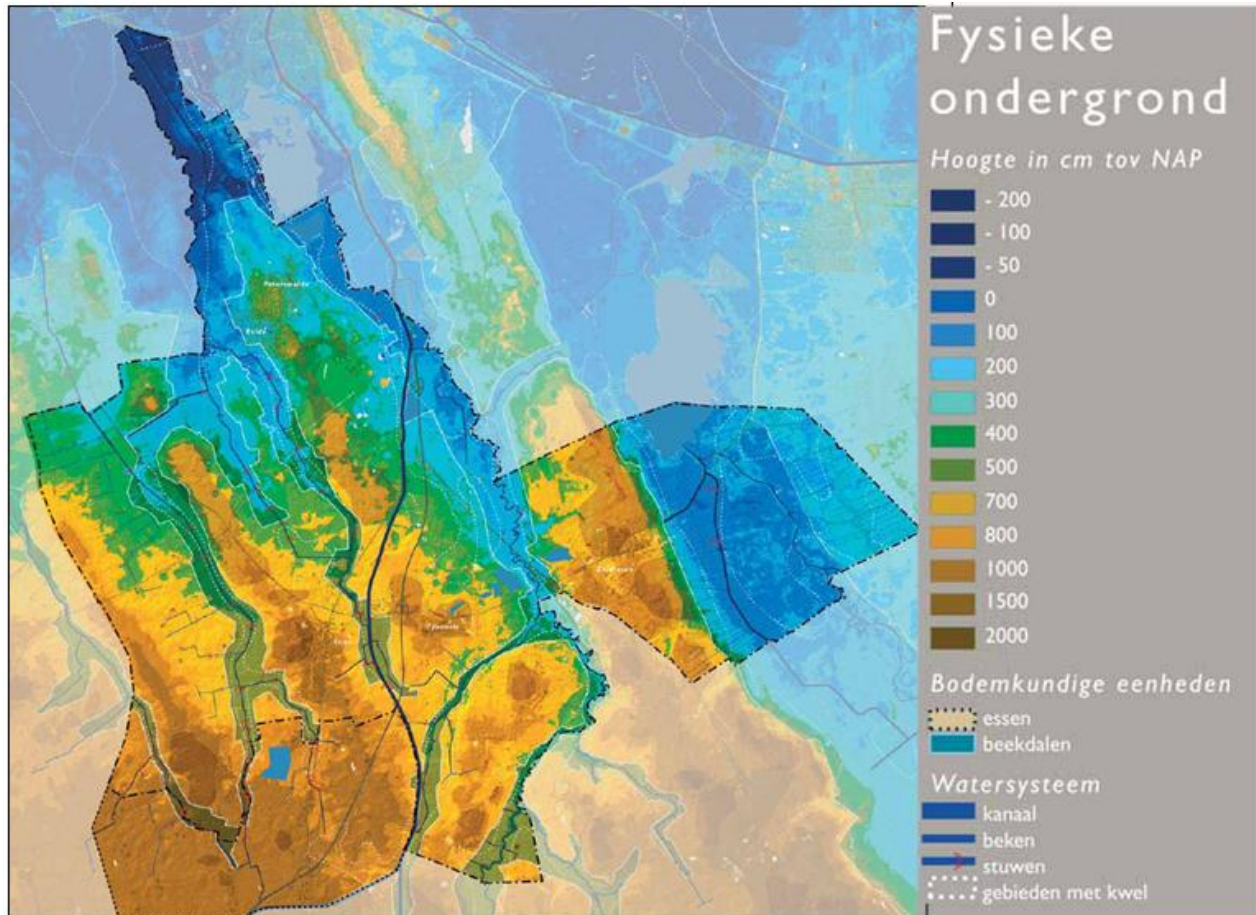 Fysieke
ondergrond
Hoogte in cm tov NAP
- 200
- 100
- 50
0
100
200
300
400
500
700
800
1000
1500
2000
Bodemkundige eenheden
essen
beekdalen
Watersysteem
kanaal
beken
stuwen
gebieden met kwel